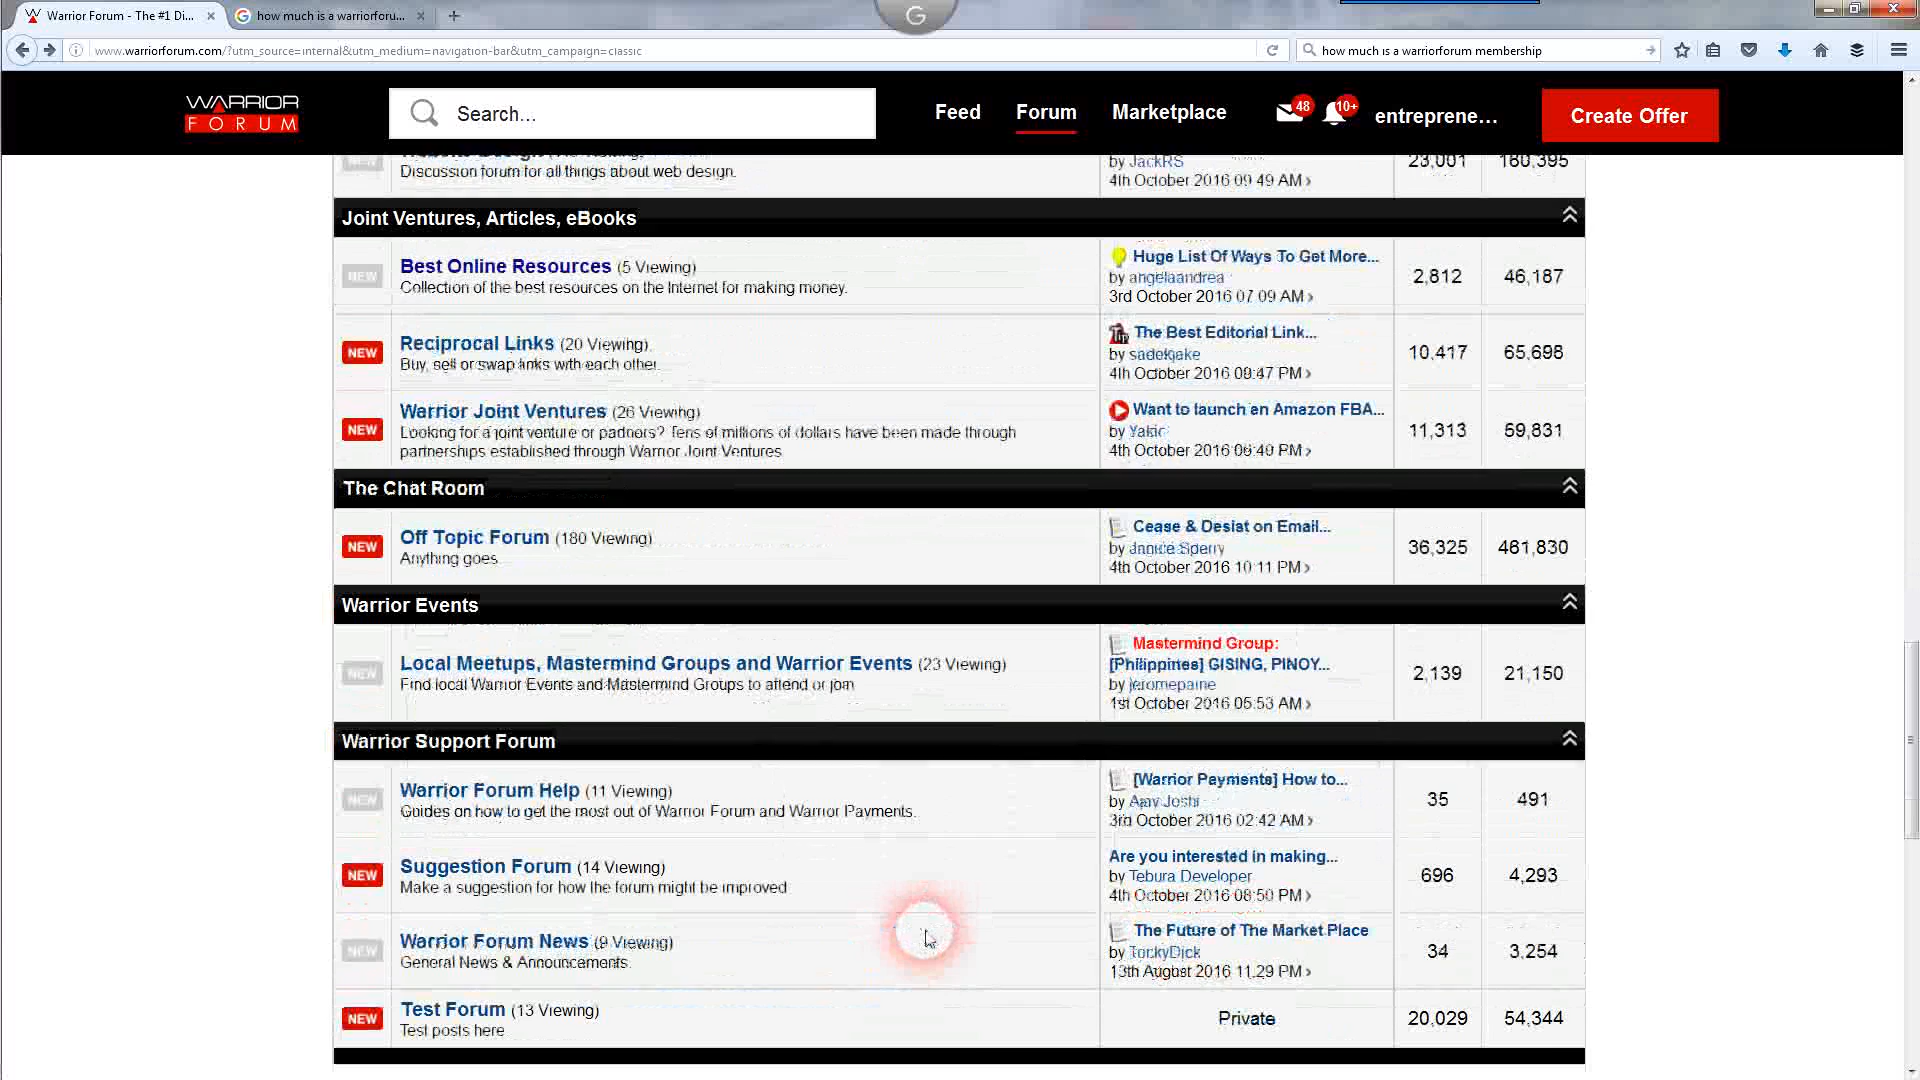 Warrior Forum - The #1 Di...
how much is a warriorforu...
www.warriorforum.com/?utm_source=internal&utm_medium=navigation-bar&utm_campaign=classic
how much is a warriorforum membership
WARRIOR
FORUM
Search...
Feed
Forum
Marketplace
48
10+
entreprene...
Create Offer
by JackRS
23,001
160,395
Discussion forum for all things about web design.
4th October 2016 09:49 AM ›
Joint Ventures, Articles, eBooks
NEW
Best Online Resources (5 Viewing)
Collection of the best resources on the Internet for making money.
Huge List Of Ways To Get More...
by angelaandrea
3rd October 2016 07:09 AM ›
2,812
46,187
NEW
Reciprocal Links (20 Viewing)
Buy, sell or swap links with each other.
The Best Editorial Link...
by sadekjake
4th October 2016 09:47 PM ›
10,417
65,698
NEW
Warrior Joint Ventures (26 Viewing)
Looking for a joint venture or partners? Tens of millions of dollars have been made through
partnerships established through Warrior Joint Ventures
Want to launch an Amazon FBA...
by Yakic
4th October 2016 06:49 PM ›
11,313
59,831
The Chat Room
NEW
Off Topic Forum (180 Viewing)
Anything goes.
Cease & Desist on Email...
by Janice Sperry
4th October 2016 10:11 PM ›
36,325
461,830
Warrior Events
NEW
Local Meetups, Mastermind Groups and Warrior Events (23 Viewing)
Find local Warrior Events and Mastermind Groups to attend or join
Mastermind Group:
[Philippines] GISING, PINOY...
by jeromepaine
1st October 2016 05:53 AM ›
2,139
21,150
Warrior Support Forum
NEW
Warrior Forum Help (11 Viewing)
Guides on how to get the most out of Warrior Forum and Warrior Payments.
[Warrior Payments] How to...
by Ajay Joshi
3rd October 2016 02:42 AM ›
35
491
NEW
Suggestion Forum (14 Viewing)
Make a suggestion for how the forum might be improved
Are you interested in making...
by Tebura Developer
4th October 2016 08:50 PM ›
696
4,293
NEW
Warrior Forum News (9 Viewing)
General News & Announcements.
The Future of The Market Place
by TorkyDick
13th August 2016 11:29 PM ›
34
3,254
NEW
Test Forum (13 Viewing)
Test posts here
Private
20,029
54,344